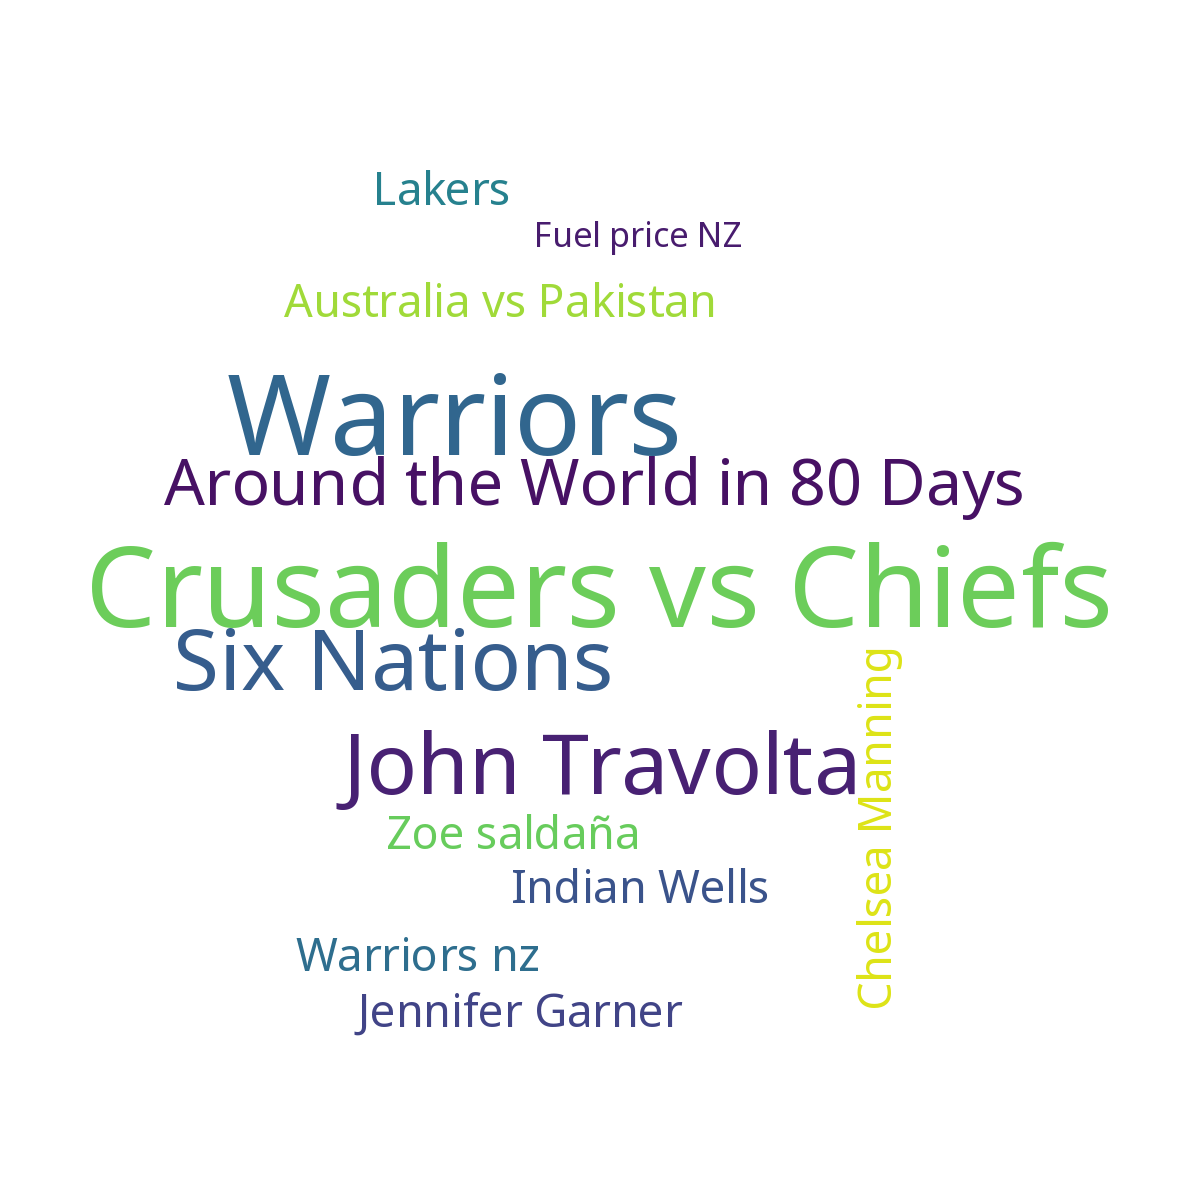 Lakers
Fuel price NZ
Australia vs Pakistan
Warriors
Around the World in 80 Days
Crusaders vs Chiefs
Six Nations
Chelsea Manning
John Travolta
Zoe saldaña
Indian Wells
Warriors nz
Jennifer Garner